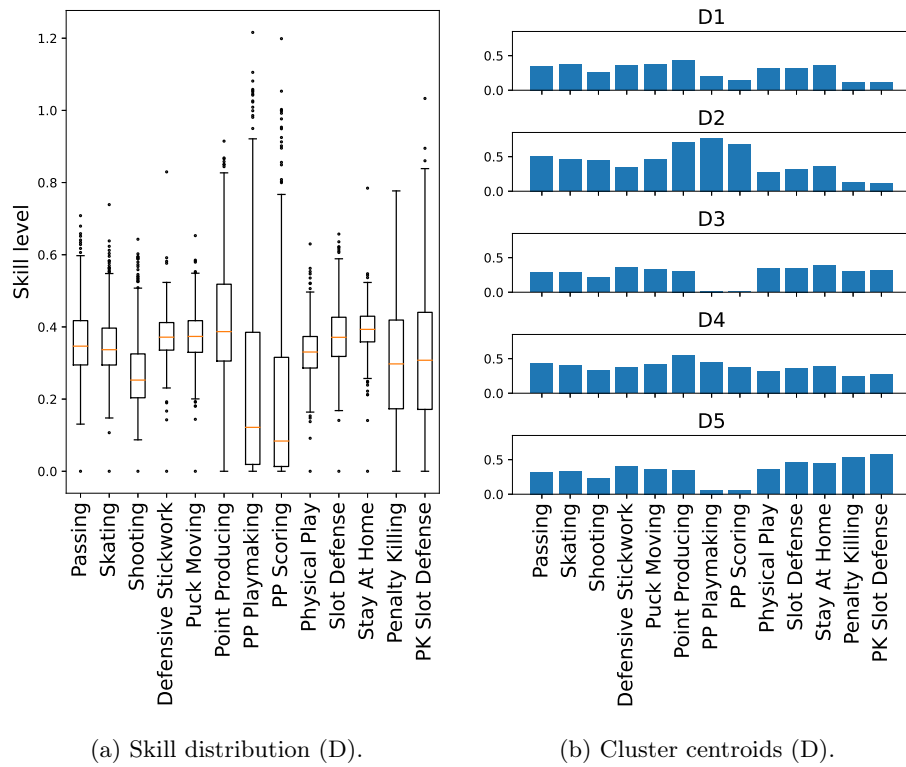 Skill level
1.2
1.0
0.8
0.6
0.4
0.2
0.0
Passing
Skating
Shooting
Defensive Stickwork
Puck Moving
Point Producing
PP Playmaking
PP Scoring
Physical Play
Slot Defense
Stay At Home
Penalty Killing
PK Slot Defense
(a) Skill distribution (D).
D1
0.5
0.0
D2
0.5
0.0
D3
0.5
0.0
D4
0.5
0.0
D5
0.5
0.0
Passing
Skating
Shooting
Defensive Stickwork
Puck Moving
Point Producing
PP Playmaking
PP Scoring
Physical Play
Slot Defense
Stay At Home
Penalty Killing
PK Slot Defense
(b) Cluster centroids (D).